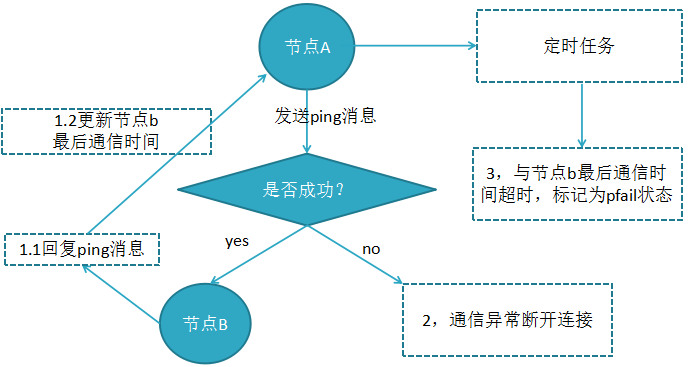 节点A
定时任务
发送ping消息
1.2更新节点b
最后通信时间
是否成功？
3，与节点b最后通信时
间超时，标记为pfail状态
1.1回复ping消息
yes
no
节点B
2，通信异常断开连接